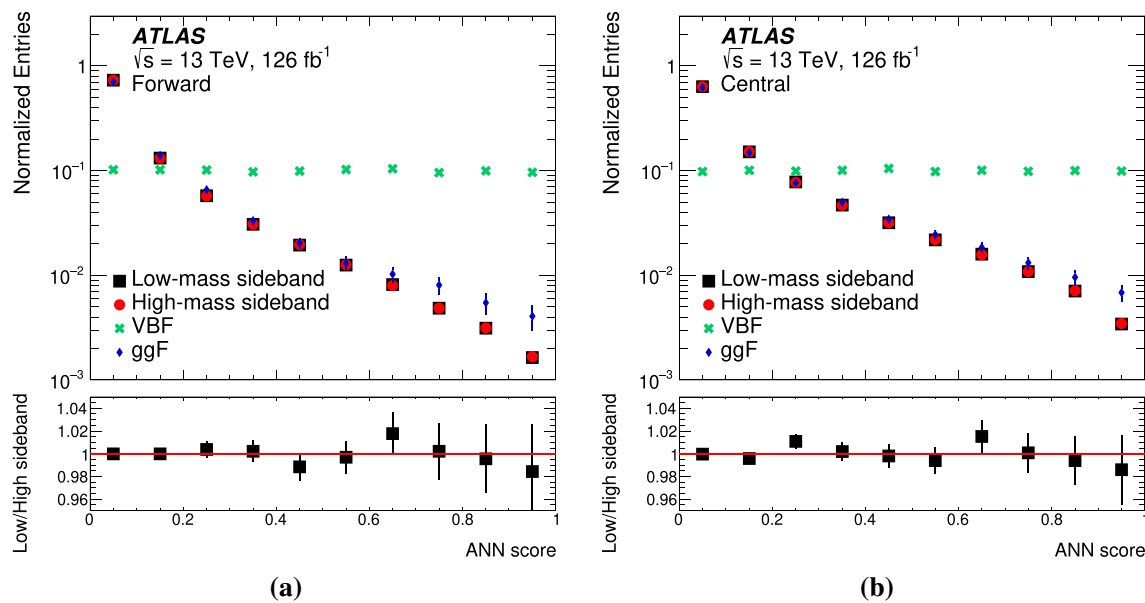 ATLAS
√s = 13 TeV, 126 fb⁻¹
Forward
Normalized Entries
1
10⁻¹
10⁻²
10⁻³
Low-mass sideband
High-mass sideband
VBF
ggF
Low/High sideband
1.04
1.02
1
0.98
0.96
0 0.2 0.4 0.6 0.8 1
ANN score
(a)
ATLAS
√s = 13 TeV, 126 fb⁻¹
Central
Normalized Entries
1
10⁻¹
10⁻²
10⁻³
Low-mass sideband
High-mass sideband
VBF
ggF
Low/High sideband
1.04
1.02
1
0.98
0.96
0 0.2 0.4 0.6 0.8 1
ANN score
(b)